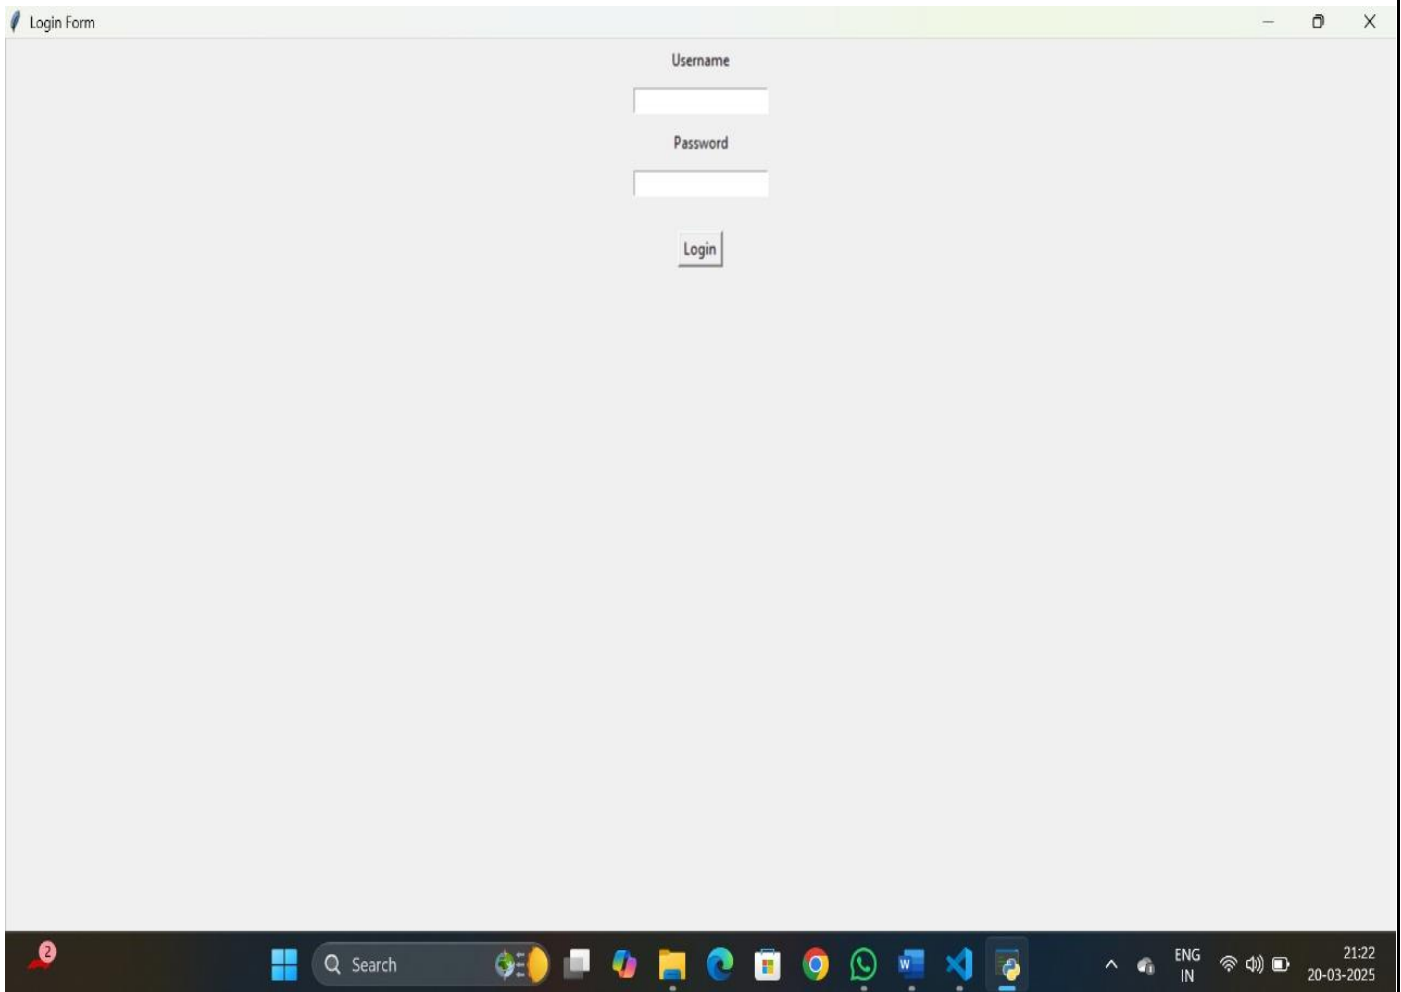 Login Form
Username
Password
Login
2
Search
W
ENG
IN
21:22
20-03-2025